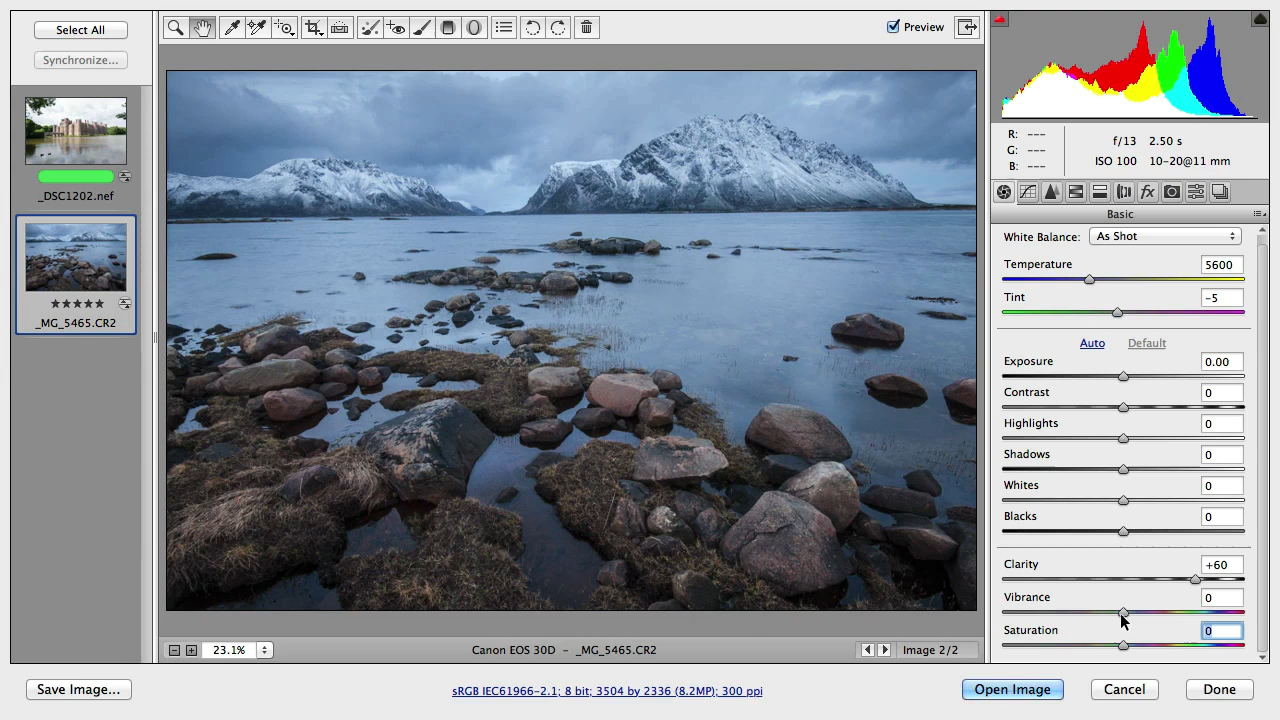 Select All
Synchronize...
_DSC1202.nef
★★★★★
_MG_5465.CR2
Preview
23.1%
Canon EOS 30D – _MG_5465.CR2
Image 2/2
R: ---
G: ---
B: ---
f/13 2.50 s
ISO 100 10-20@11 mm
fx
Basic
White Balance: As Shot
Temperature 5600
Tint -5
Auto Default
Exposure 0.00
Contrast 0
Highlights 0
Shadows 0
Whites 0
Blacks 0
Clarity +60
Vibrance 0
Saturation 0
Save Image...
sRGB IEC61966-2.1; 8 bit; 3504 by 2336 (8.2MP); 300 ppi
Open Image
Cancel
Done